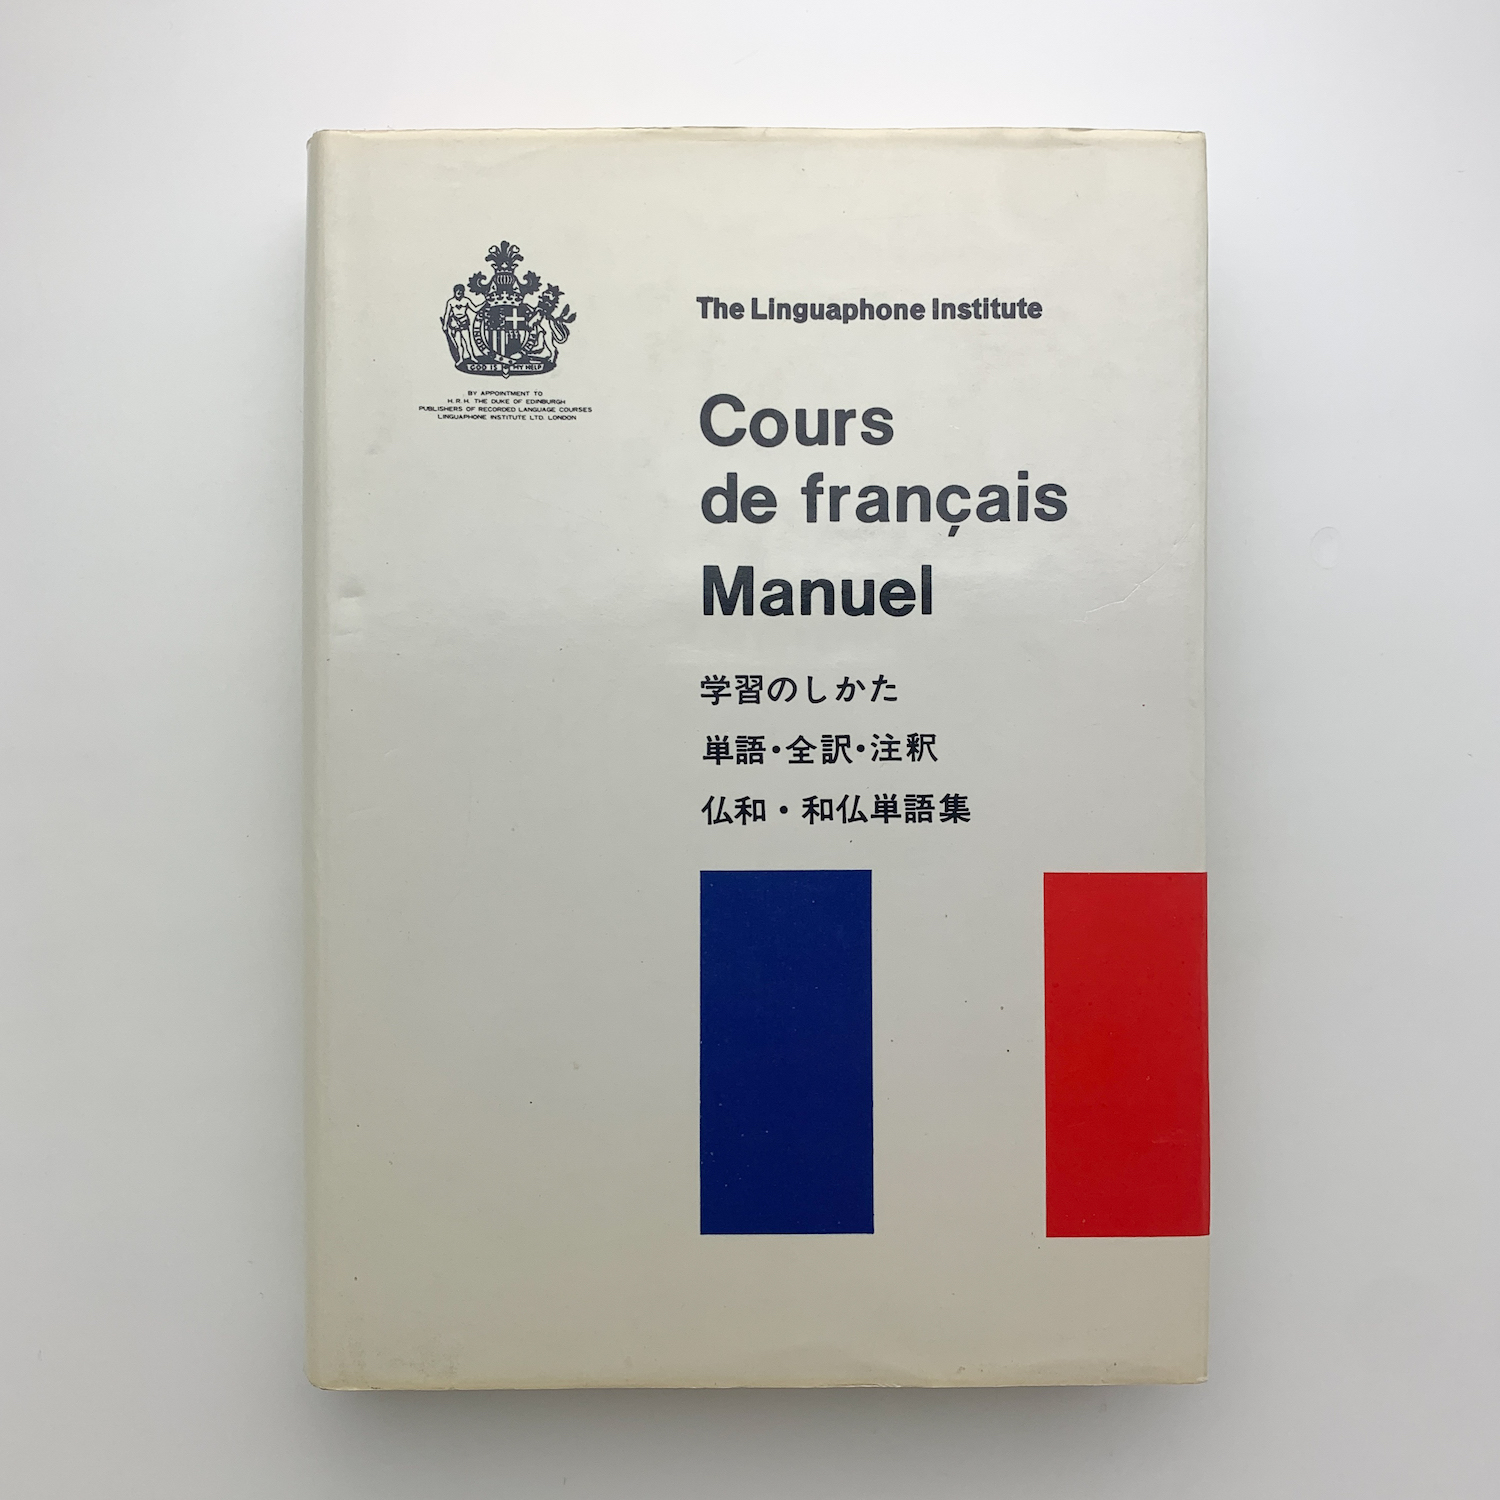 GOD IS MY HELP
BY APPOINTMENT TO
H.R.H. THE DUKE OF EDINBURGH
PUBLISHERS OF RECORDED LANGUAGE COURSES
LINGUAPHONE INSTITUTE LTD. LONDON
The Linguaphone Institute
Cours
de français
Manuel
学習のしかた
単語・全訳・注釈
仏和・和仏単語集